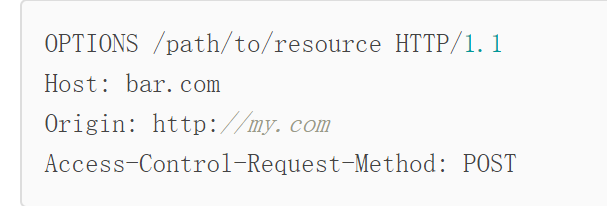 OPTIONS /path/to/resource HTTP/1.1
Host: bar.com
Origin: http://my.com
Access-Control-Request-Method: POST